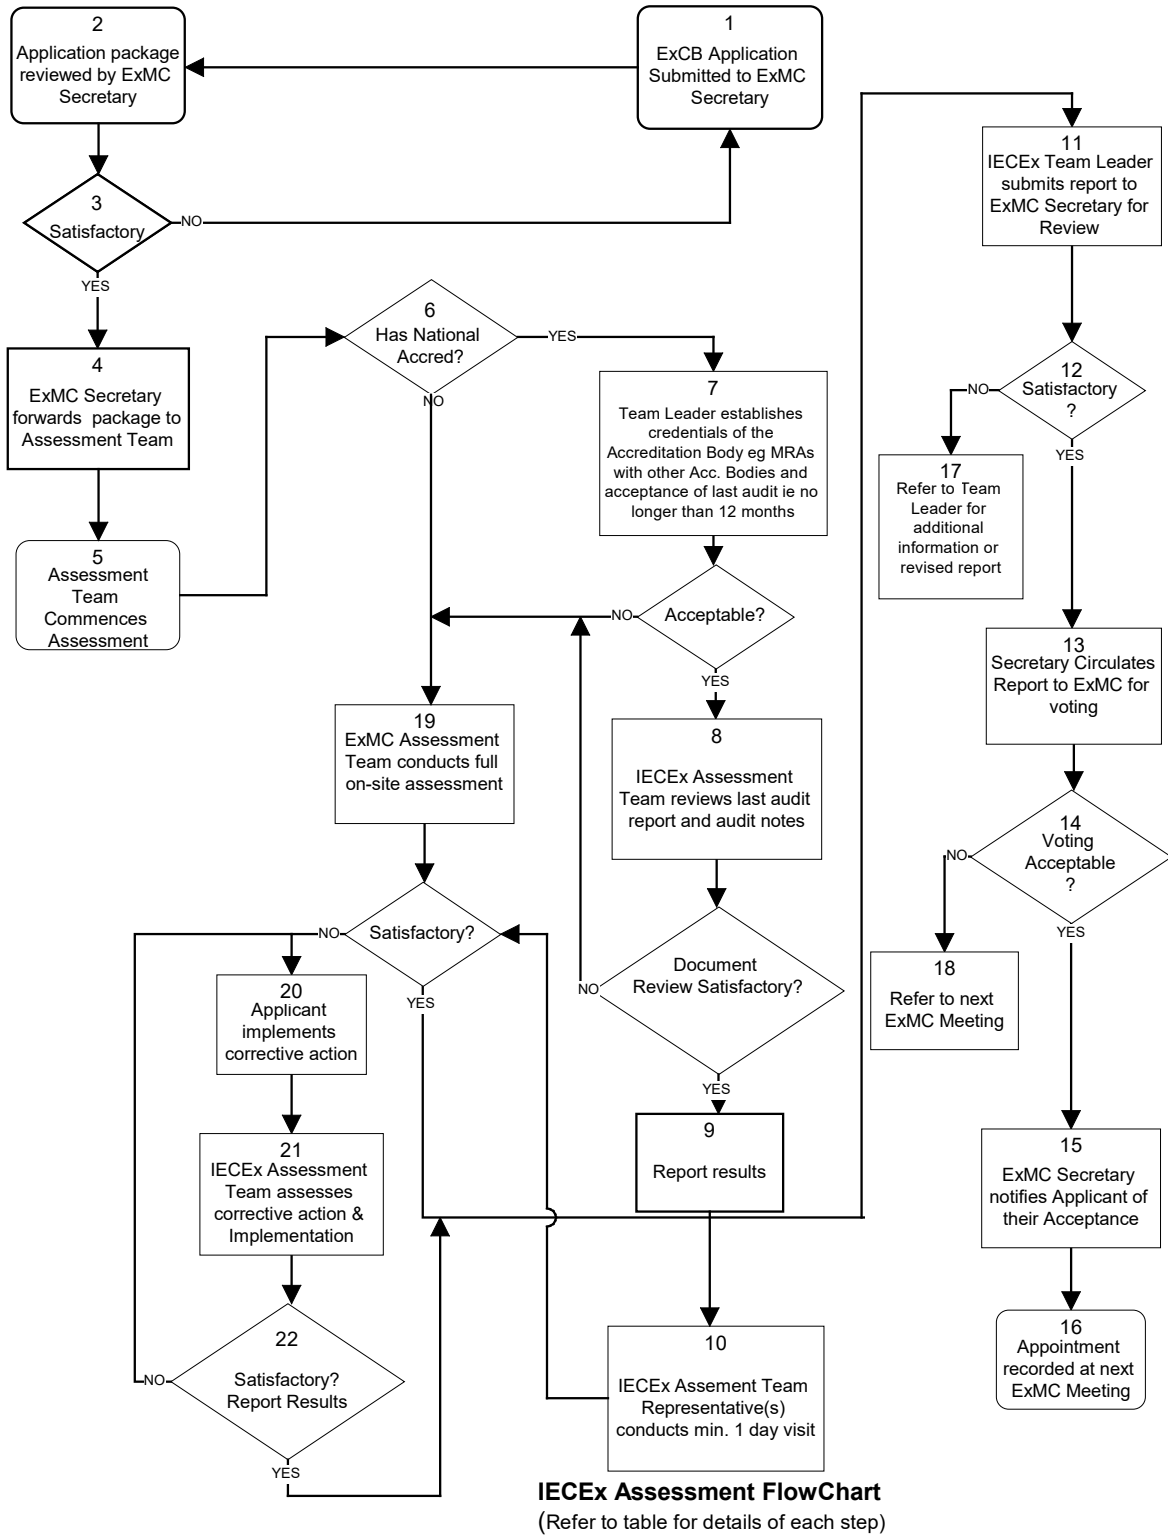 2
Application package
reviewed by ExMC
Secretary
1
ExCB Application
Submitted to ExMC
Secretary
3
Satisfactory
NO
YES
4
ExMC Secretary
forwards package to
Assessment Team
5
Assessment
Team
Commences
Assessment
6
Has National
Accred?
YES
NO
7
Team Leader establishes
credentials of the
Accreditation Body eg MRAs
with other Acc. Bodies and
acceptance of last audit ie no
longer than 12 months
Acceptable?
NO
YES
8
IECEx Assessment
Team reviews last audit
report and audit notes
Document
Review Satisfactory?
NO
YES
9
Report results
10
IECEx Assement Team
Representative(s)
conducts min. 1 day visit
19
ExMC Assessment
Team conducts full
on-site assessment
Satisfactory?
NO
YES
20
Applicant
implements
corrective action
21
IECEx Assessment
Team assesses
corrective action &
Implementation
22
Satisfactory?
Report Results
NO
YES
11
IECEx Team Leader
submits report to
ExMC Secretary for
Review
12
Satisfactory
?
NO
YES
17
Refer to Team
Leader for
additional
information or
revised report
13
Secretary Circulates
Report to ExMC for
voting
14
Voting
Acceptable
?
NO
YES
18
Refer to next
ExMC Meeting
15
ExMC Secretary
notifies Applicant of
their Acceptance
16
Appointment
recorded at next
ExMC Meeting
IECEx Assessment FlowChart
(Refer to table for details of each step)